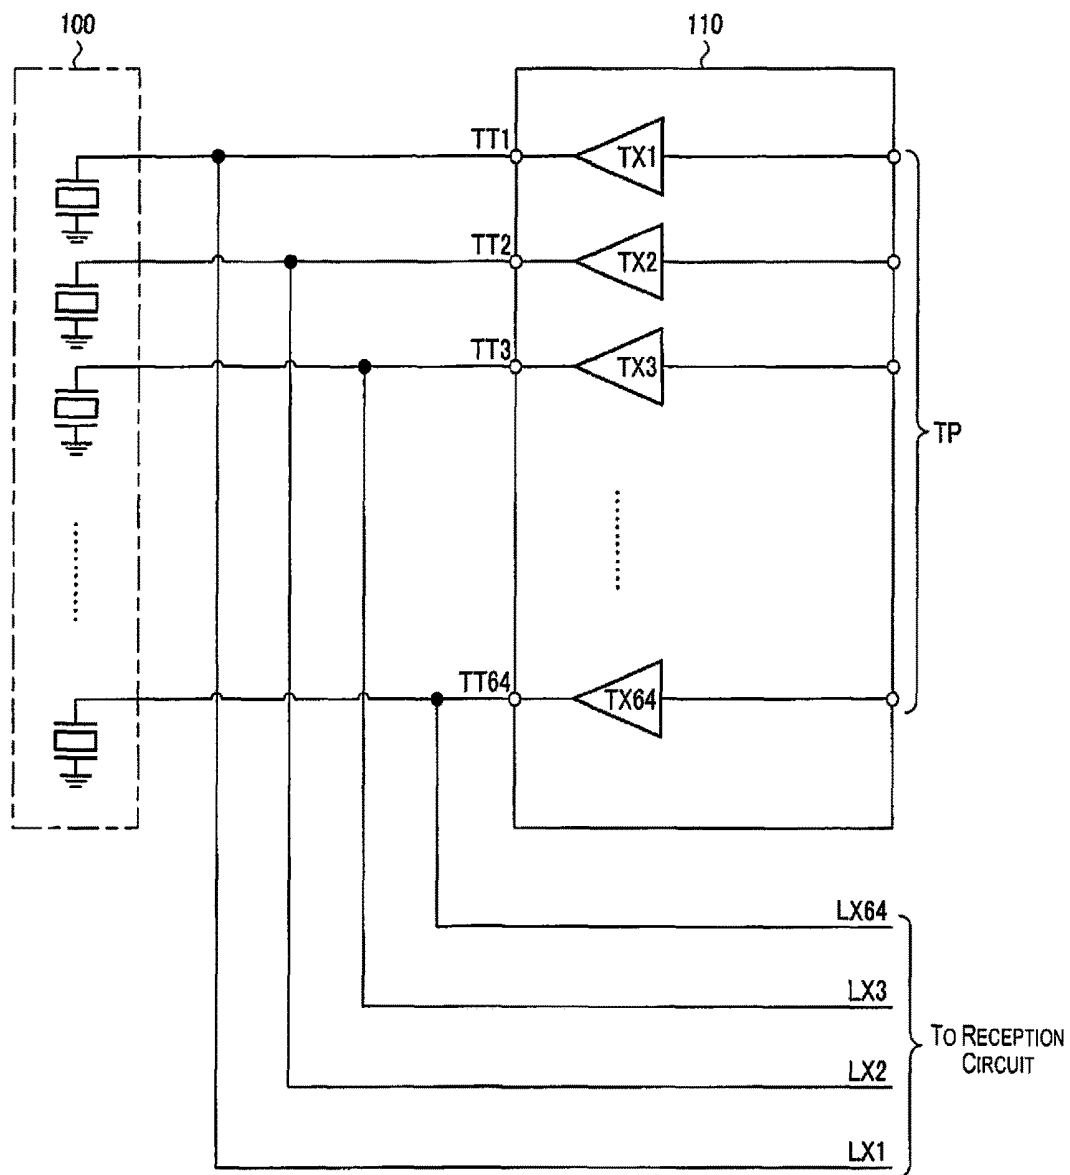 100
110
TT1
TX1
TT2
TX2
TT3
TX3
TP
TT64
TX64
LX64
LX3
TO RECEPTION
CIRCUIT
LX2
LX1